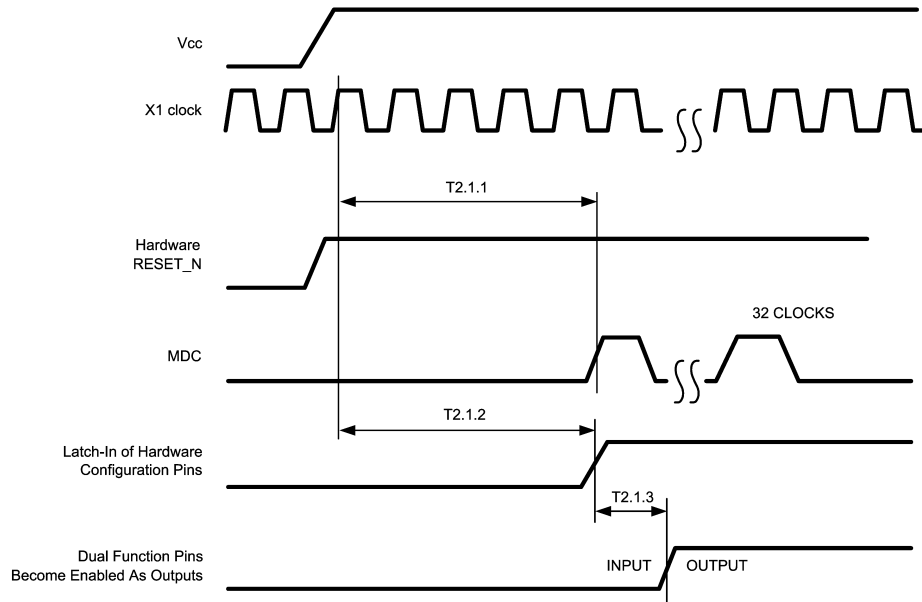 Vcc
X1 clock
T2.1.1
Hardware
RESET_N
32 CLOCKS
MDC
T2.1.2
Latch-In of Hardware
Configuration Pins
T2.1.3
Dual Function Pins
Become Enabled As Outputs
INPUT
OUTPUT